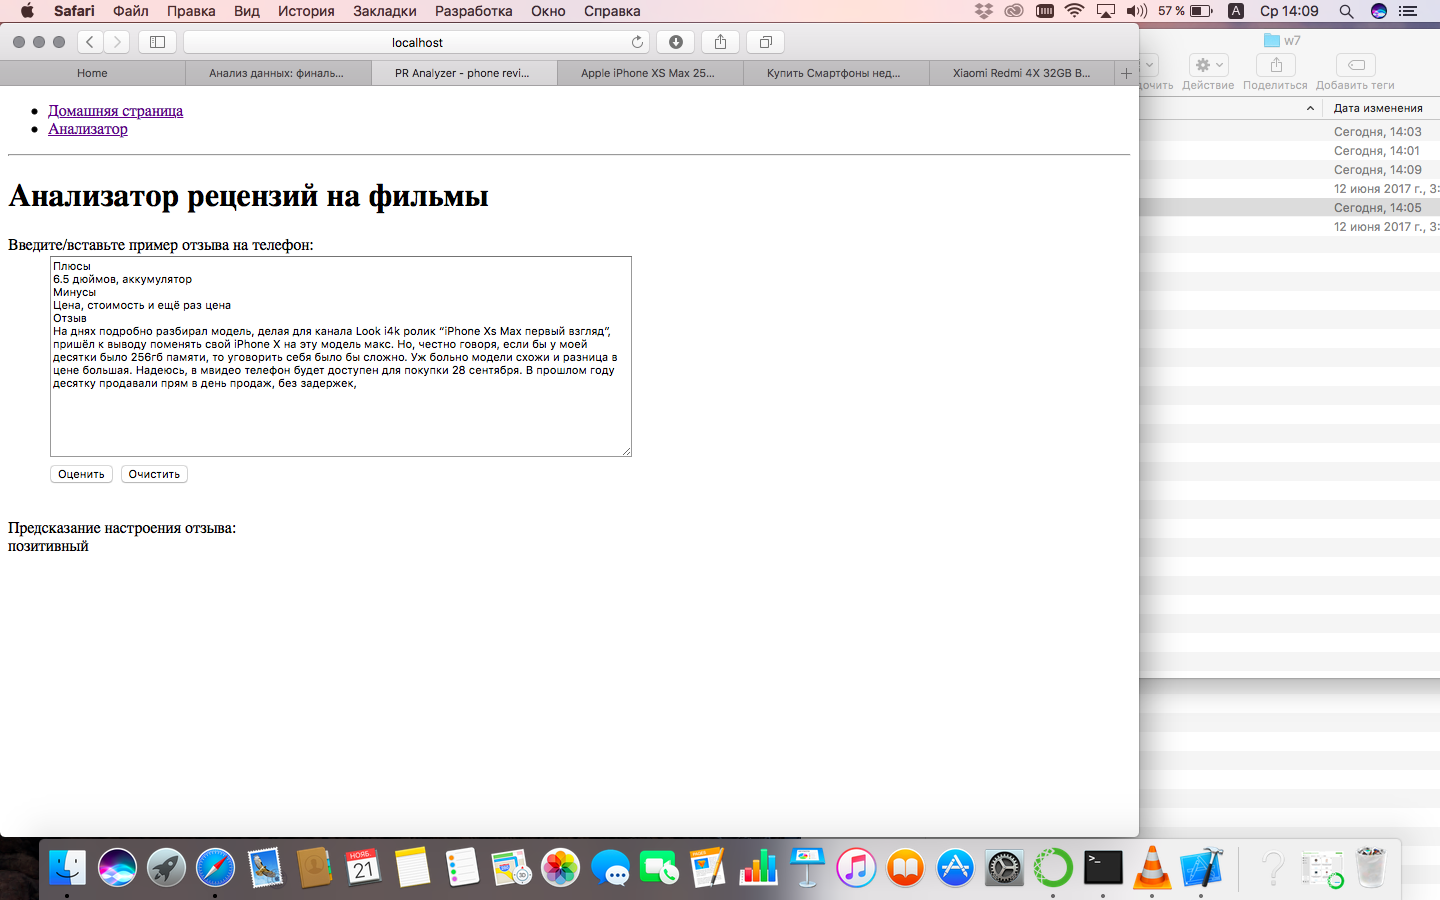 Safari Файл Правка Вид История Закладки Разработка Окно Справка 57 % A Ср 14:09
localhost
Home Анализ данных: финаль... PR Analyzer - phone revi... Apple iPhone XS Max 25... Купить Смартфоны нед... Xiaomi Redmi 4X 32GB B...
w7
Действие Поделиться Добавить теги
Дата изменения
Сегодня, 14:03
Сегодня, 14:01
Сегодня, 14:09
12 июня 2017 г., 3:
Сегодня, 14:05
12 июня 2017 г., 3:
Домашняя страница
Анализатор
Анализатор рецензий на фильмы
Введите/вставьте пример отзыва на телефон:
Плюсы
6.5 дюймов, аккумулятор
Минусы
Цена, стоимость и ещё раз цена
Отзыв
На днях подробно разбирал модель, делая для канала Look i4k ролик “iPhone Xs Max первый взгляд”,
пришёл к выводу поменять свой iPhone X на эту модель макс. Но, честно говоря, если бы у моей
десятки было 256гб памяти, то уговорить себя было бы сложно. Уж больно модели схожи и разница в
цене большая. Надеюсь, в мвидео телефон будет доступен для покупки 28 сентября. В прошлом году
десятку продавали прям в день продаж, без задержек,
Оценить Очистить
Предсказание настроения отзыва:
позитивный
НОЯБ.
21